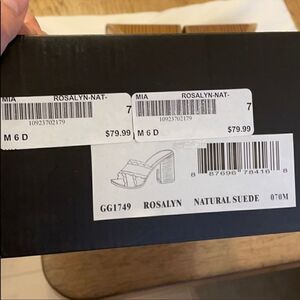 MIA ROSALYN-NAT-
10923702179 7
M 6 D $79.99
MIA ROSALYN-NAT-
10923702179 7
M 6 D $79.99
8 87696 78416 8
GG1749 ROSALYN NATURAL SUEDE 070M